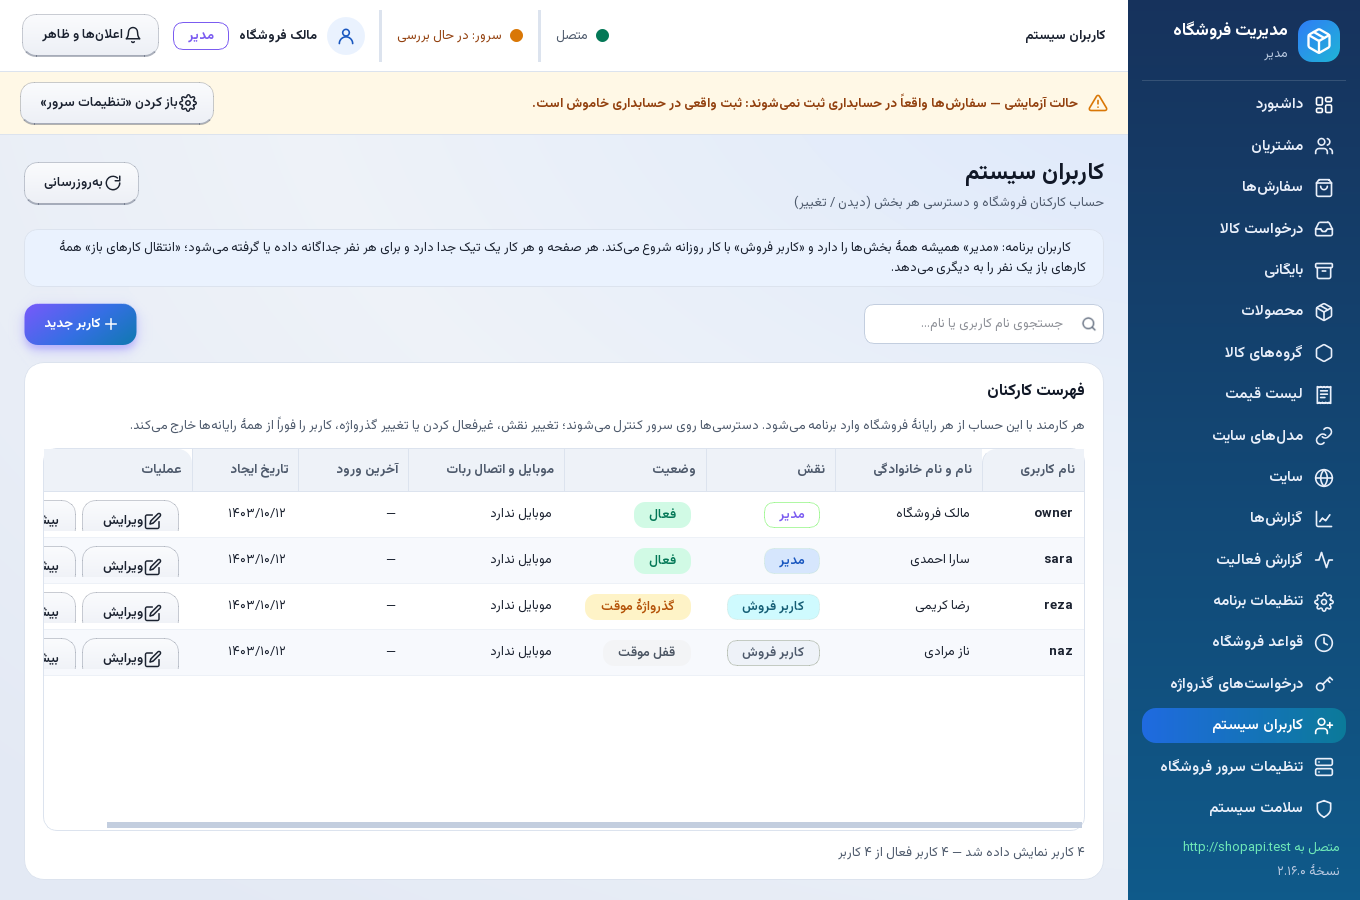 مدیریت فروشگاه
مدیر
داشبورد
مشتریان
سفارش‌ها
درخواست کالا
بایگانی
محصولات
گروه‌های کالا
لیست قیمت
مدل‌های سایت
سایت
گزارش‌ها
گزارش فعالیت
تنظیمات برنامه
قواعد فروشگاه
درخواست‌های گذرواژه
کاربران سیستم
تنظیمات سرور فروشگاه
سلامت سیستم
متصل به http://shopapi.test
نسخهٔ ۲.۱۶.۰
کاربران سیستم
متصل
سرور: در حال بررسی
مالک فروشگاه
مدیر
اعلان‌ها و ظاهر
حالت آزمایشی — سفارش‌ها واقعاً در حسابداری ثبت نمی‌شوند: ثبت واقعی در حسابداری خاموش است.
باز کردن «تنظیمات سرور»
کاربران سیستم
حساب کارکنان فروشگاه و دسترسی هر بخش (دیدن / تغییر)
به‌روزرسانی
کاربران برنامه: «مدیر» همیشه همهٔ بخش‌ها را دارد و «کاربر فروش» با کار روزانه شروع می‌کند. هر صفحه و هر کار یک تیک جدا دارد و برای هر نفر جداگانه داده یا گرفته می‌شود؛ «انتقال کارهای باز» همهٔ
کارهای باز یک نفر را به دیگری می‌دهد.
جستجوی نام کاربری یا نام...
کاربر جدید
فهرست کارکنان
هر کارمند با این حساب از هر رایانهٔ فروشگاه وارد برنامه می‌شود. دسترسی‌ها روی سرور کنترل می‌شوند؛ تغییر نقش، غیرفعال کردن یا تغییر گذرواژه، کاربر را فوراً از همهٔ رایانه‌ها خارج می‌کند.
نام کاربری نام و نام خانوادگی نقش وضعیت موبایل و اتصال ربات آخرین ورود تاریخ ایجاد عملیات
owner مالک فروشگاه مدیر فعال موبایل ندارد — ۱۴۰۳/۱۰/۱۲ ویرایش
sara سارا احمدی مدیر فعال موبایل ندارد — ۱۴۰۳/۱۰/۱۲ ویرایش
reza رضا کریمی کاربر فروش گذرواژهٔ موقت موبایل ندارد — ۱۴۰۳/۱۰/۱۲ ویرایش
naz ناز مرادی کاربر فروش قفل موقت موبایل ندارد — ۱۴۰۳/۱۰/۱۲ ویرایش
۴ کاربر نمایش داده شد — ۴ کاربر فعال از ۴ کاربر